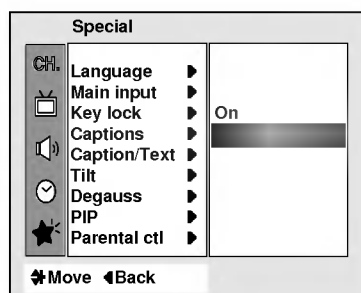 Special
CH.
Language
Main input
Key lock On
Captions
Caption/Text
Tilt
Degauss
PIP
Parental ctl
Move Back